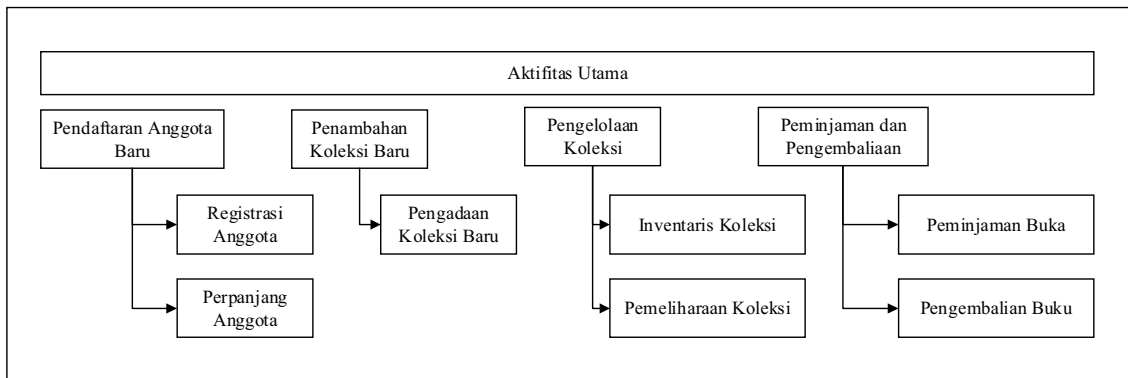 Aktifitas Utama
Pendaftaran Anggota
Baru
Registrasi
Anggota
Perpanjang
Anggota
Penambahan
Koleksi Baru
Pengadaan
Koleksi Baru
Pengelolaan
Koleksi
Inventaris Koleksi
Pemeliharaan Koleksi
Peminjaman dan
Pengembaliaan
Peminjaman Buka
Pengembalian Buku